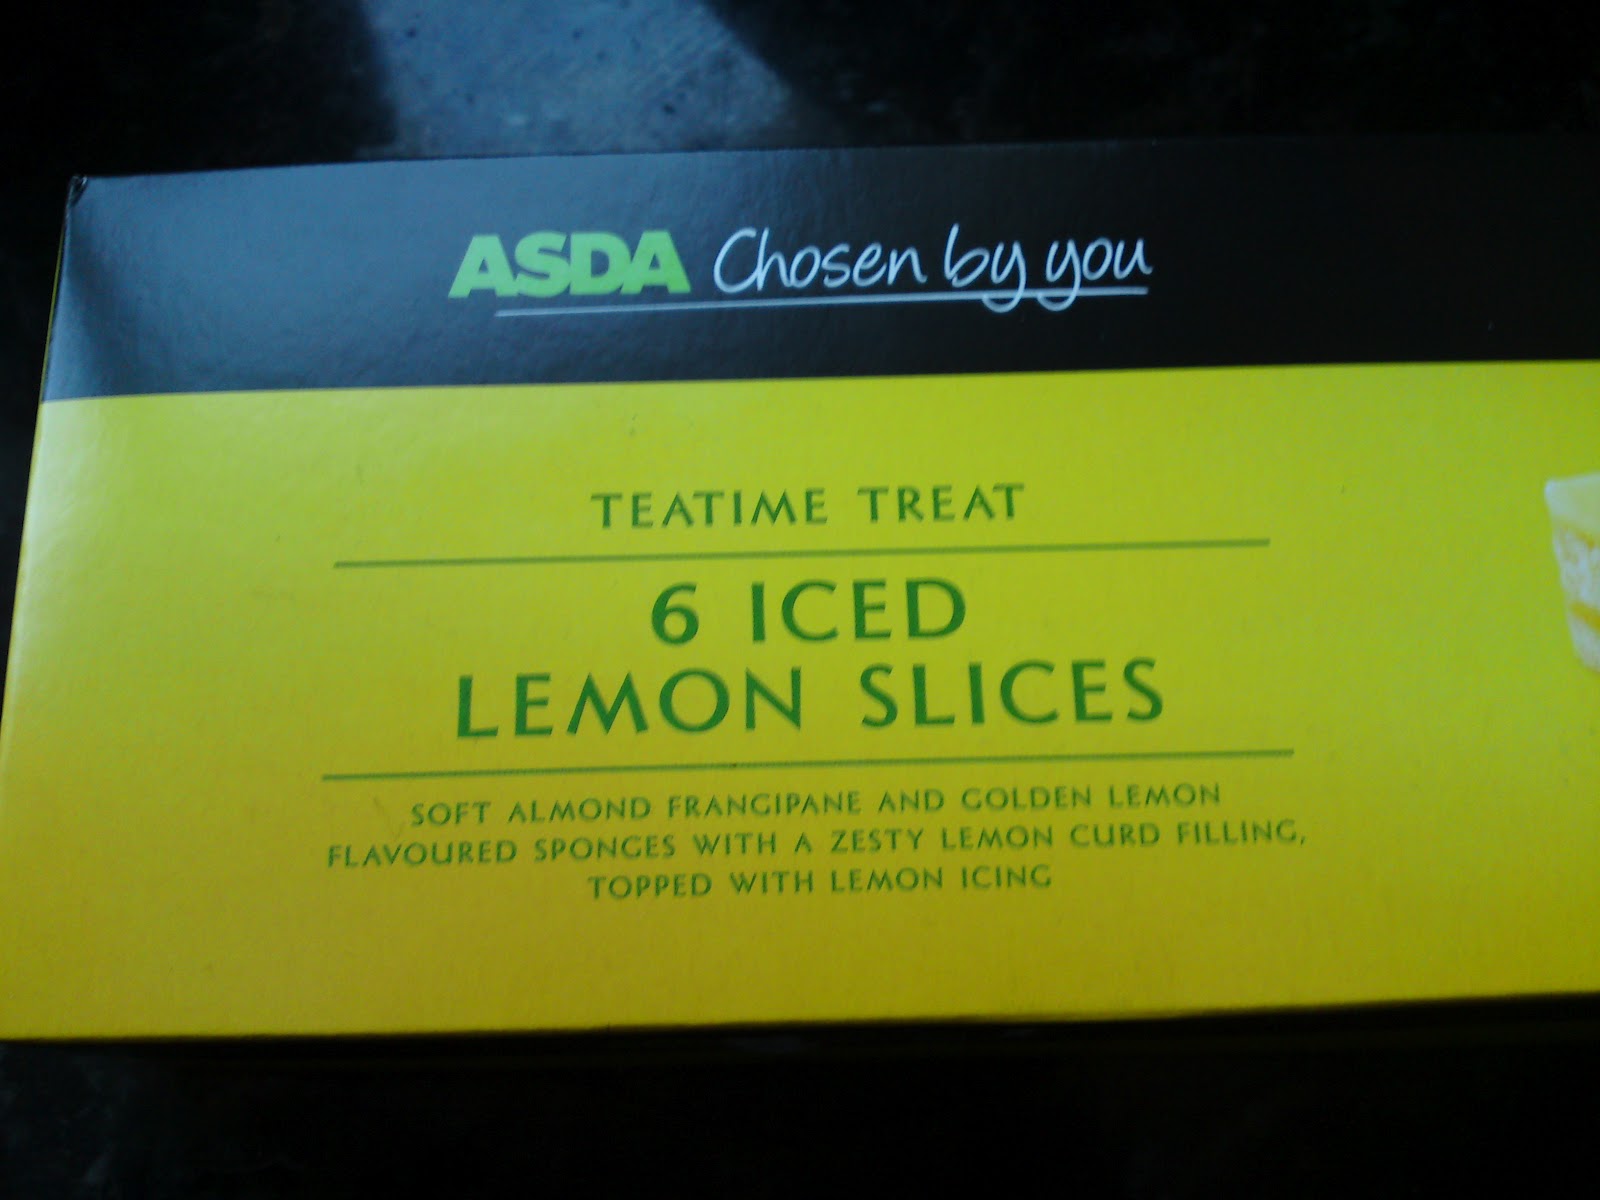 ASDA Chosen by you
TEATIME TREAT
6 ICED
LEMON SLICES
SOFT ALMOND FRANGIPANE AND GOLDEN LEMON
FLAVOURED SPONGES WITH A ZESTY LEMON CURD FILLING,
TOPPED WITH LEMON ICING